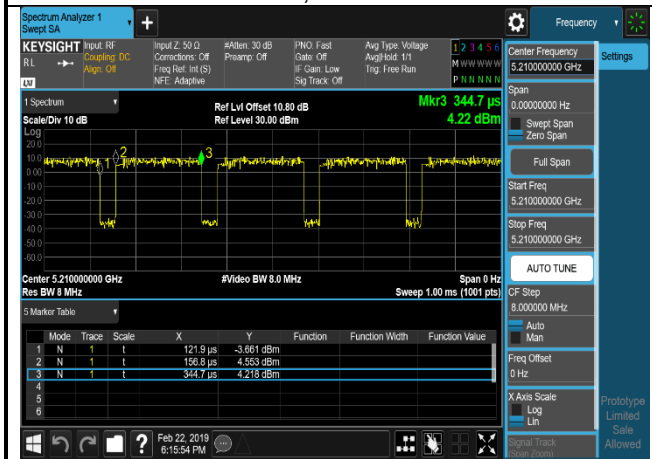 Spectrum Analyzer 1
Swept SA
Frequency
KEYSIGHT Input: RF
Coupling: DC
Align: Off
RL
LXI
Input Z: 50 Ω
Corrections: Off
Freq Ref: Int (S)
NFE: Adaptive
#Atten: 30 dB
Preamp: Off
PNO: Fast
Gate: Off
IF Gain: Low
Sig Track: Off
Avg Type: Voltage
Avg|Hold: 1/1
Trig: Free Run
1 2 3 4 5 6
M W W W W W
P N N N N N
1 Spectrum
Scale/Div 10 dB
Ref Lvl Offset 10.80 dB
Ref Level 30.00 dBm
Mkr3 344.7 µs
4.22 dBm
Log
20.0
10.0
0.00
-10.0
-20.0
-30.0
-40.0
-50.0
-60.0
1
2
3
Center 5.210000000 GHz
Res BW 8 MHz
#Video BW 8.0 MHz
Span 0 Hz
Sweep 1.00 ms (1001 pts)
5 Marker Table
Mode Trace Scale X Y Function Function Width Function Value
1 N 1 t 121.9 µs -3.661 dBm
2 N 1 t 156.8 µs 4.553 dBm
3 N 1 t 344.7 µs 4.218 dBm
4
5
6
?
Feb 22, 2019
6:15:54 PM
Center Frequency
5.210000000 GHz
Settings
Span
0.00000000 Hz
Swept Span
Zero Span
Full Span
Start Freq
5.210000000 GHz
Stop Freq
5.210000000 GHz
AUTO TUNE
CF Step
8.000000 MHz
Auto
Man
Freq Offset
0 Hz
X Axis Scale
Log
Lin
Signal Track
(Span Zoom)
Prototype
Limited
Sale
Allowed